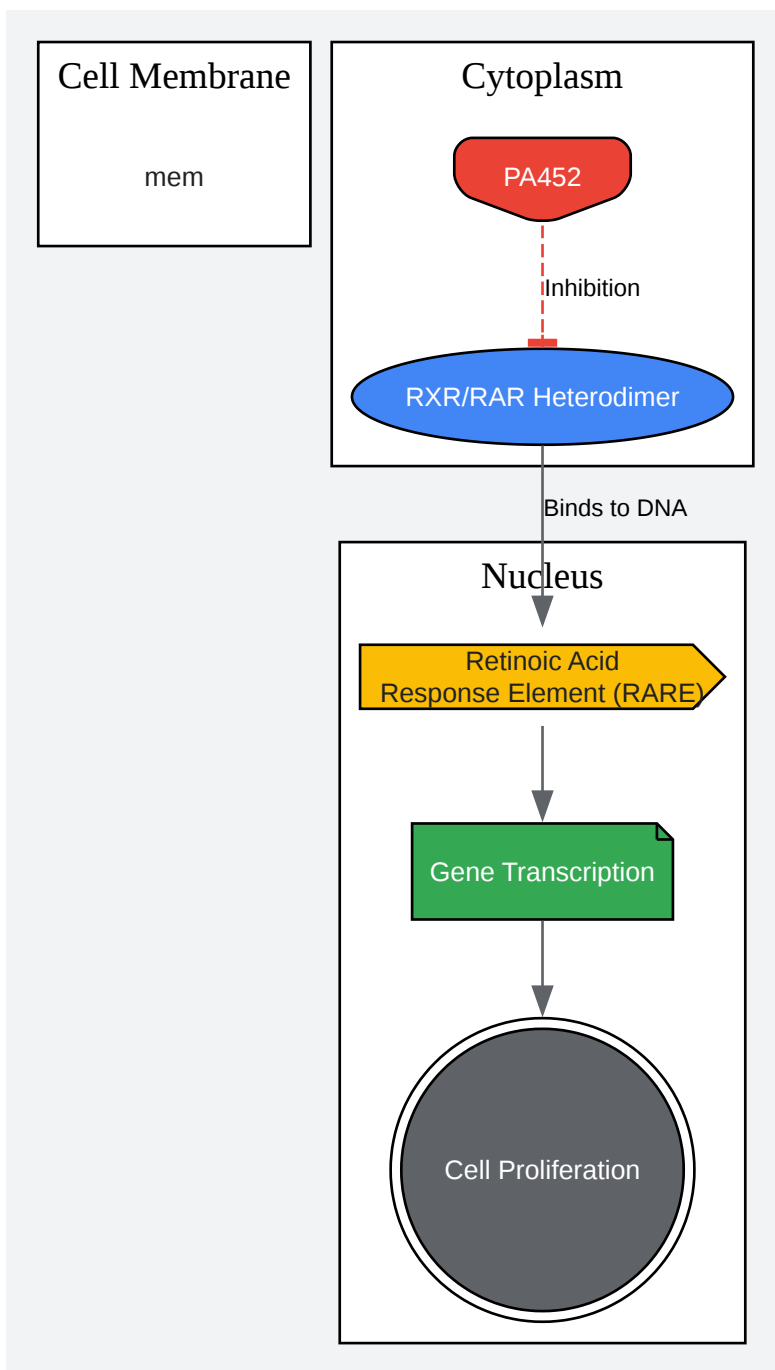 Cell Membrane
mem
Cytoplasm
PA452
Inhibition
RXR/RAR Heterodimer
Binds to DNA
Nucleus
Retinoic Acid
Response Element (RARE)
Gene Transcription
Cell Proliferation